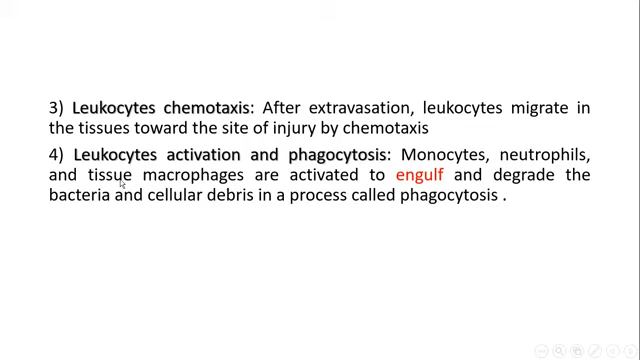 3) Leukocytes chemotaxis: After extravasation, leukocytes migrate in
the tissues toward the site of injury by chemotaxis
4) Leukocytes activation and phagocytosis: Monocytes, neutrophils,
and tissue macrophages are activated to engulf and degrade the
bacteria and cellular debris in a process called phagocytosis .